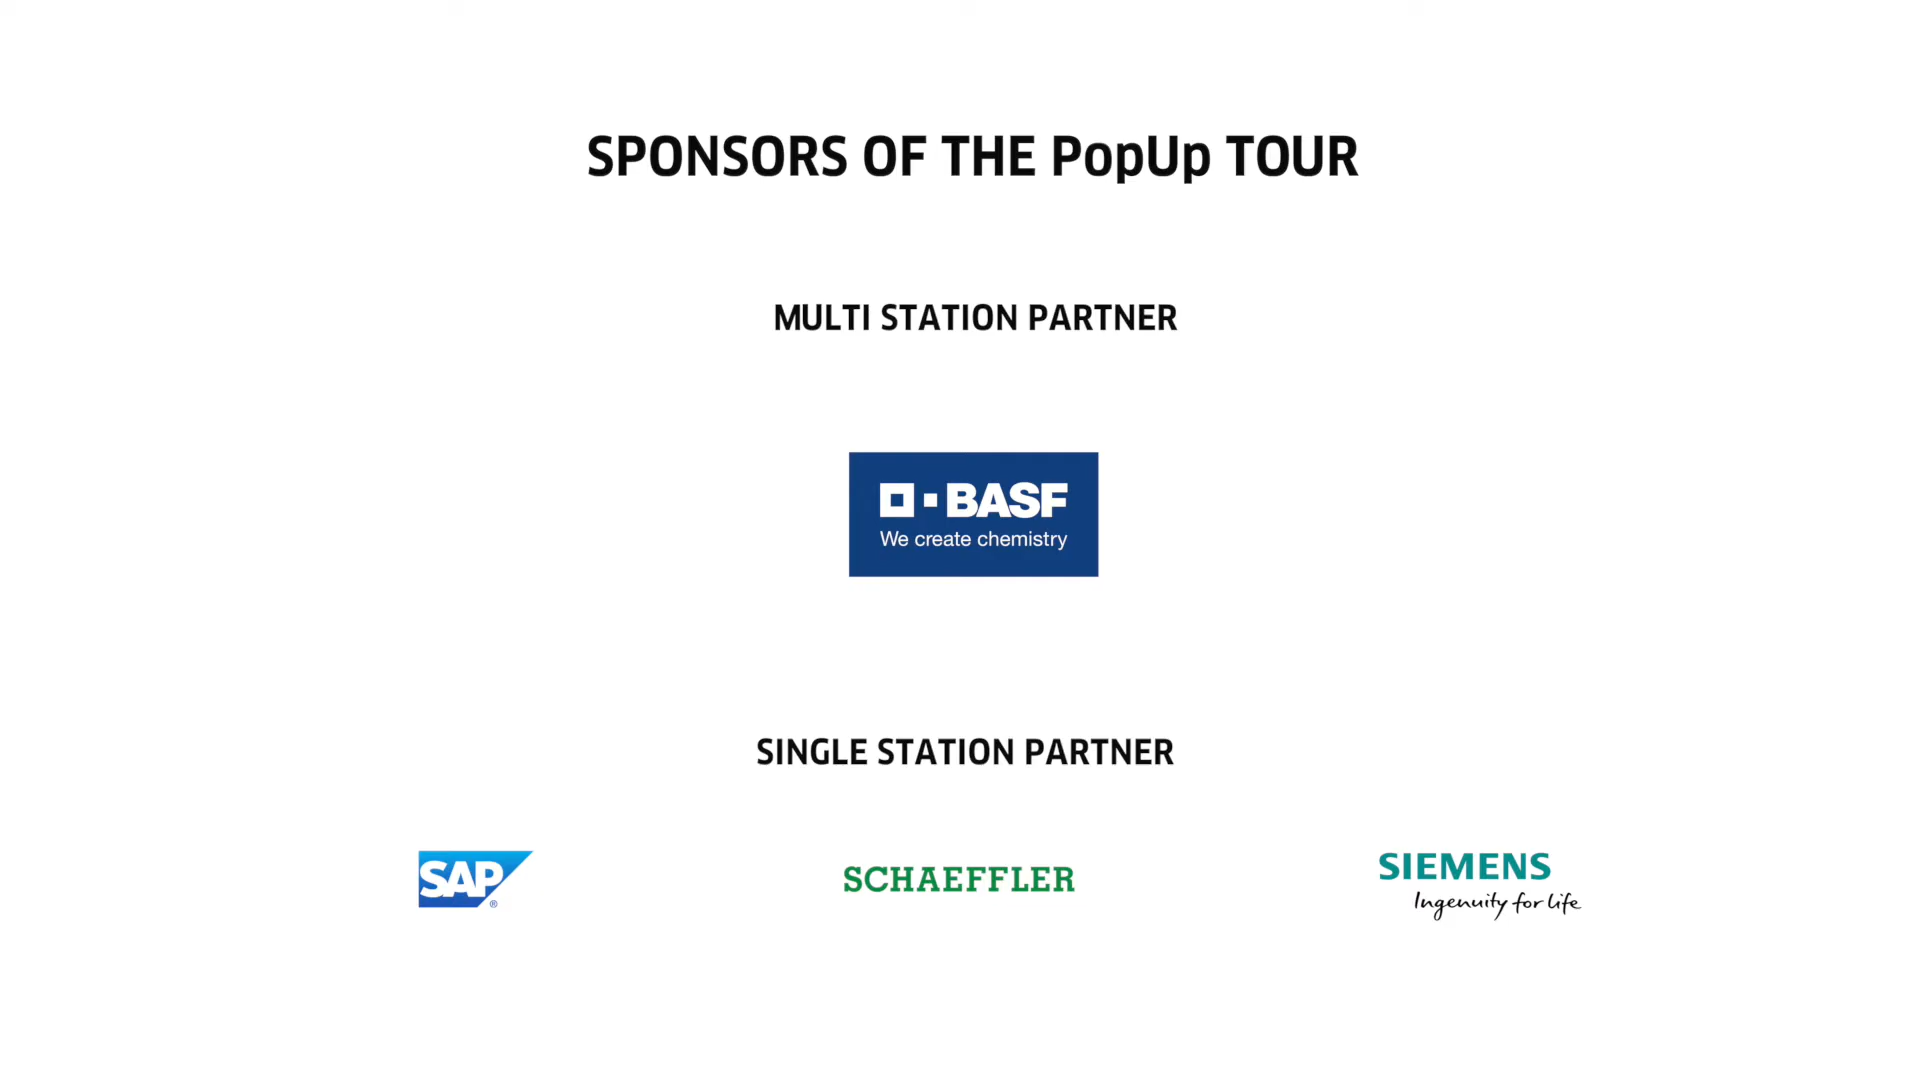 SPONSORS OF THE PopUp TOUR
MULTI STATION PARTNER
BASF
We create chemistry
SINGLE STATION PARTNER
SAP®
SCHAEFFLER
SIEMENS
Ingenuity for life